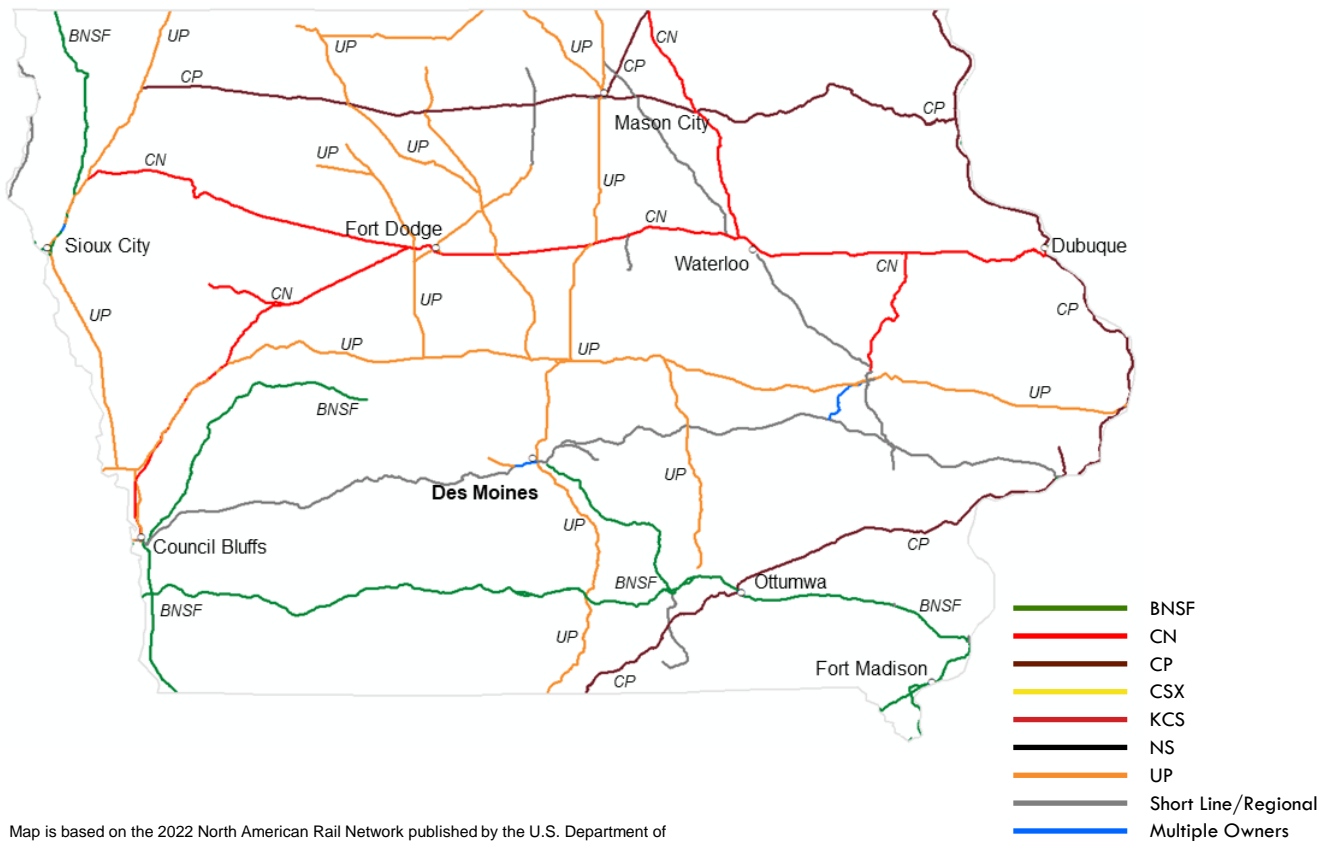 BNSF
UP
UP
UP
CN
CP
CP
CP
Mason City
UP
UP
CN
UP
CN
Fort Dodge
Sioux City
Waterloo
CN
Dubuque
CN
UP
UP
CP
UP
UP
BNSF
UP
UP
Des Moines
UP
Council Bluffs
CP
BNSF
Ottumwa
BNSF
BNSF
UP
Fort Madison
CP
BNSF
CN
CP
CSX
KCS
NS
UP
Short Line/Regional
Multiple Owners
Map is based on the 2022 North American Rail Network published by the U.S. Department of